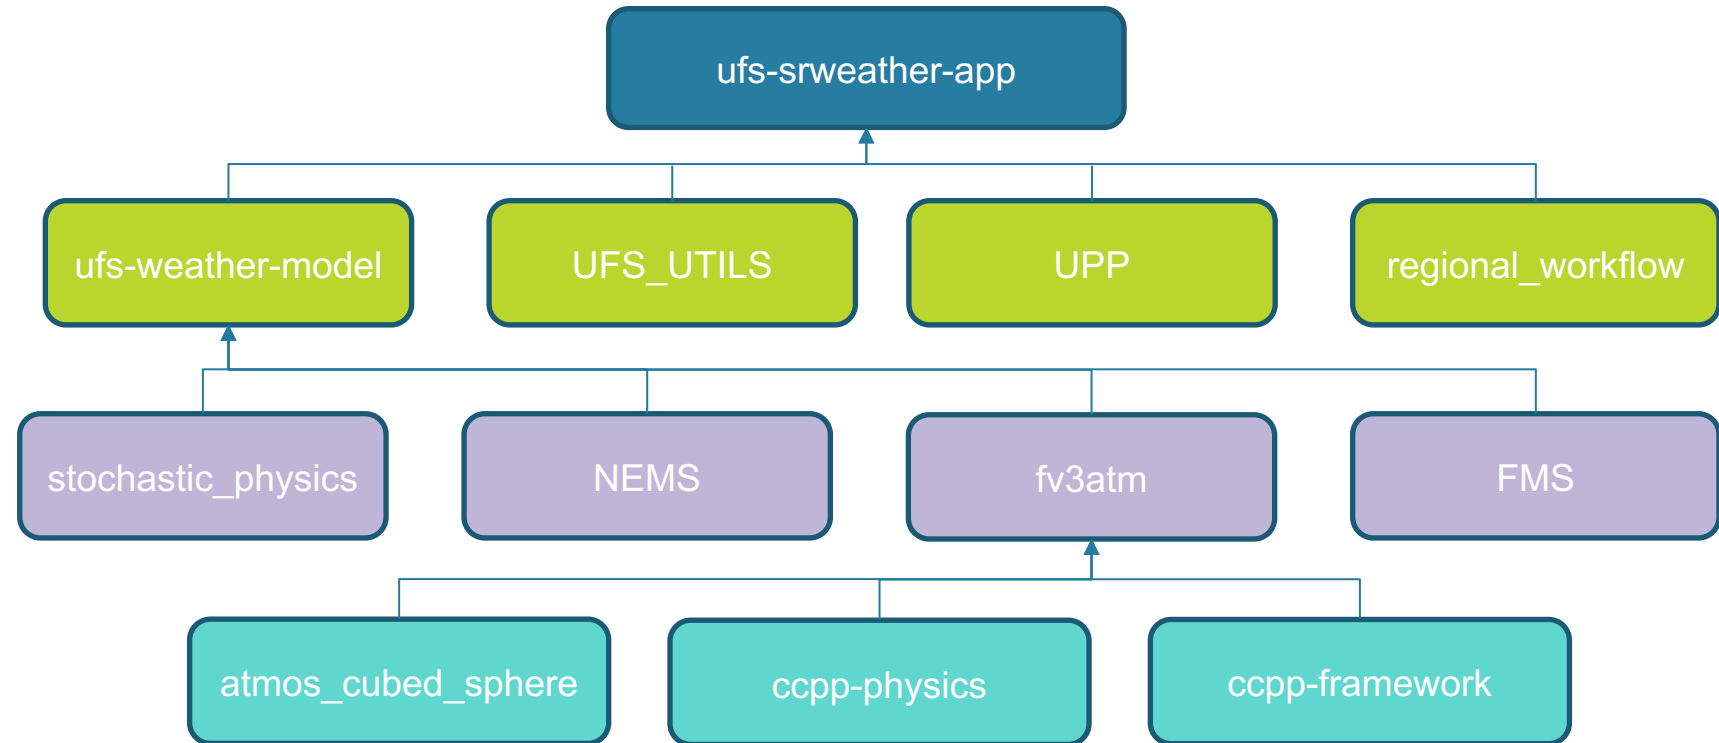 ufs-srweather-app
ufs-weather-model
UFS_UTILS
UPP
regional_workflow
stochastic_physics
NEMS
fv3atm
FMS
atmos_cubed_sphere
ccpp-physics
ccpp-framework